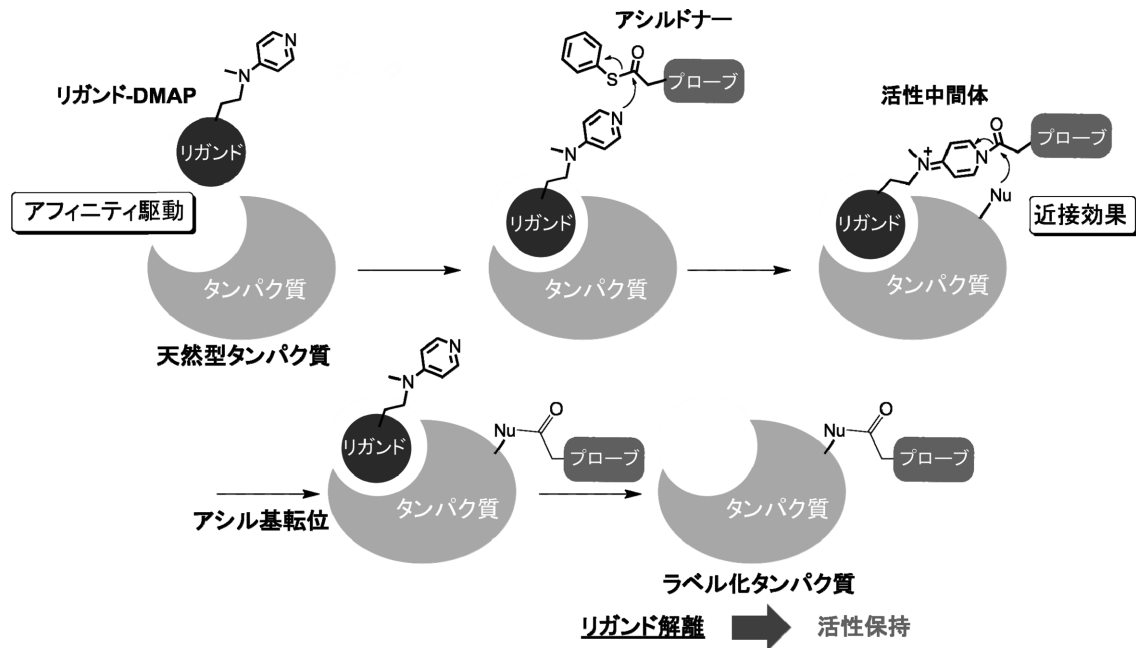 アシルドナー
N
N
リガンド-DMAP
リガンド
アフィニティ駆動
タンパク質
天然型タンパク質
O
S
プローブ
N
N
リガンド
タンパク質
活性中間体
O
プローブ
N
+
N
Nu
リガンド
近接効果
タンパク質
N
N
リガンド
Nu
O
プローブ
タンパク質
アシル基転位
Nu
O
プローブ
タンパク質
ラベル化タンパク質
リガンド解離
活性保持